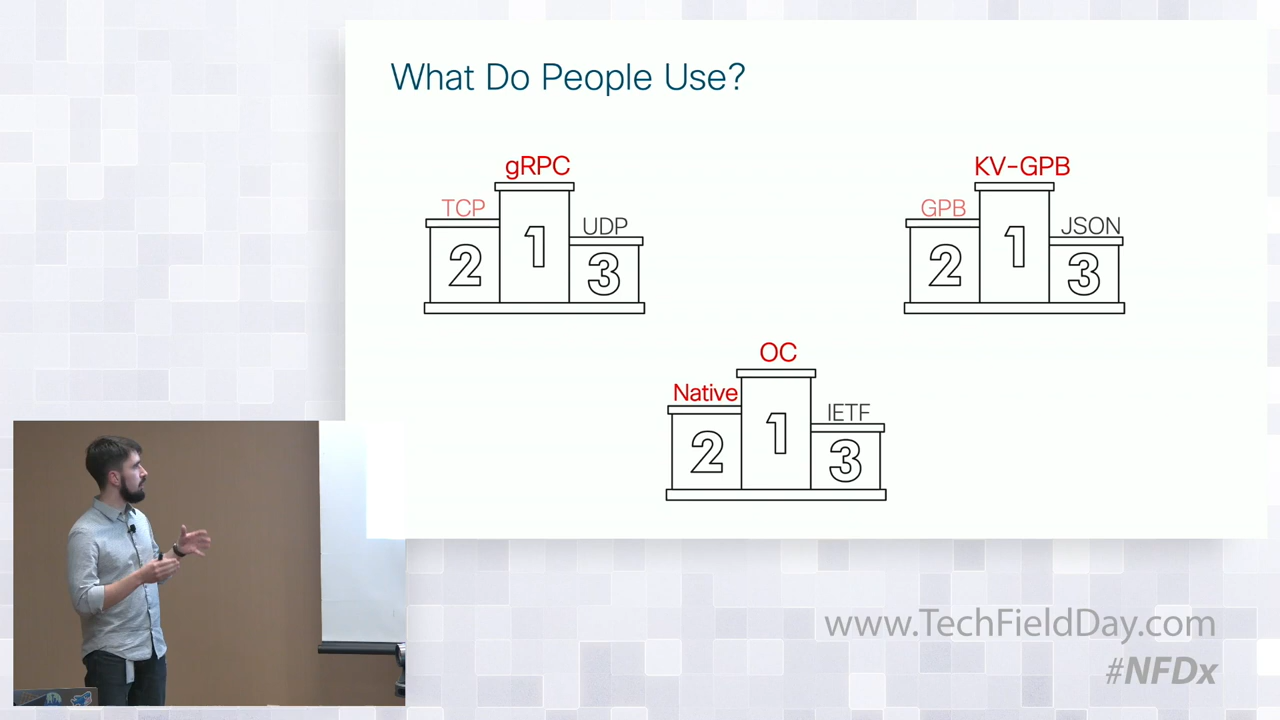 What Do People Use?
gRPC
TCP
UDP
2
1
3
KV-GPB
GPB
JSON
2
1
3
OC
Native
IETF
2
1
3
www.TechFieldDay.com
#NFDx